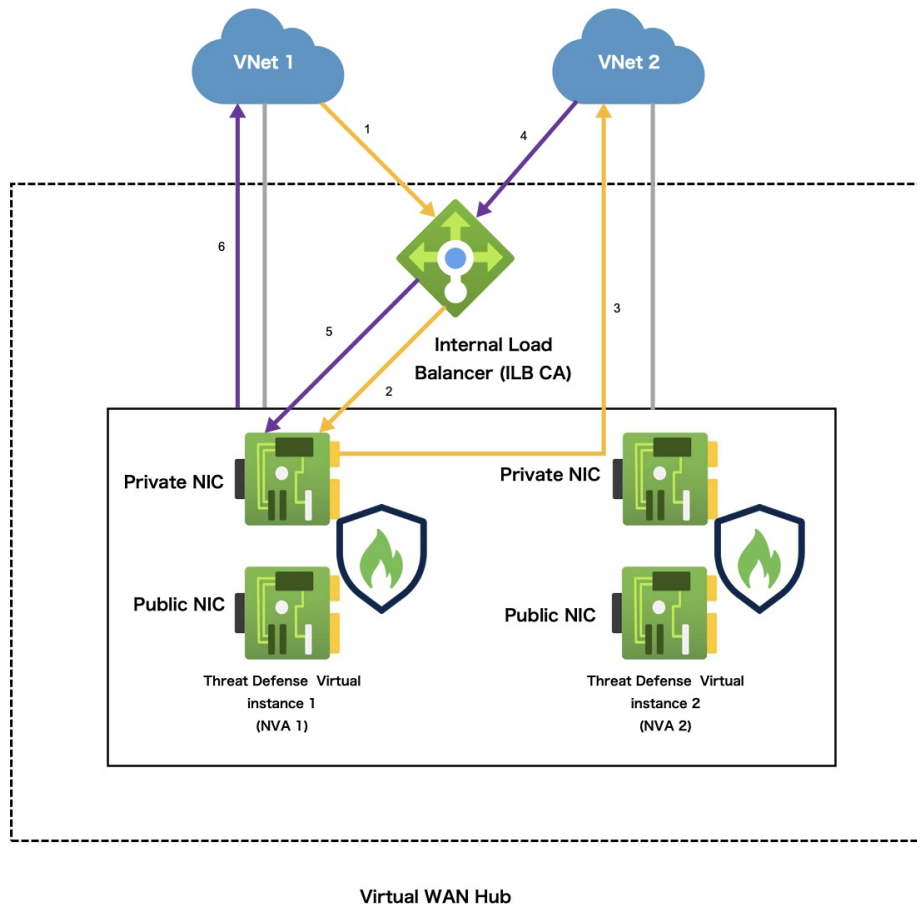 VNet 1
VNet 2
1
4
6
3
5
Internal Load
Balancer (ILB CA)
2
Private NIC
Private NIC
Public NIC
Public NIC
Threat Defense Virtual
instance 1
(NVA 1)
Threat Defense Virtual
instance 2
(NVA 2)
Virtual WAN Hub